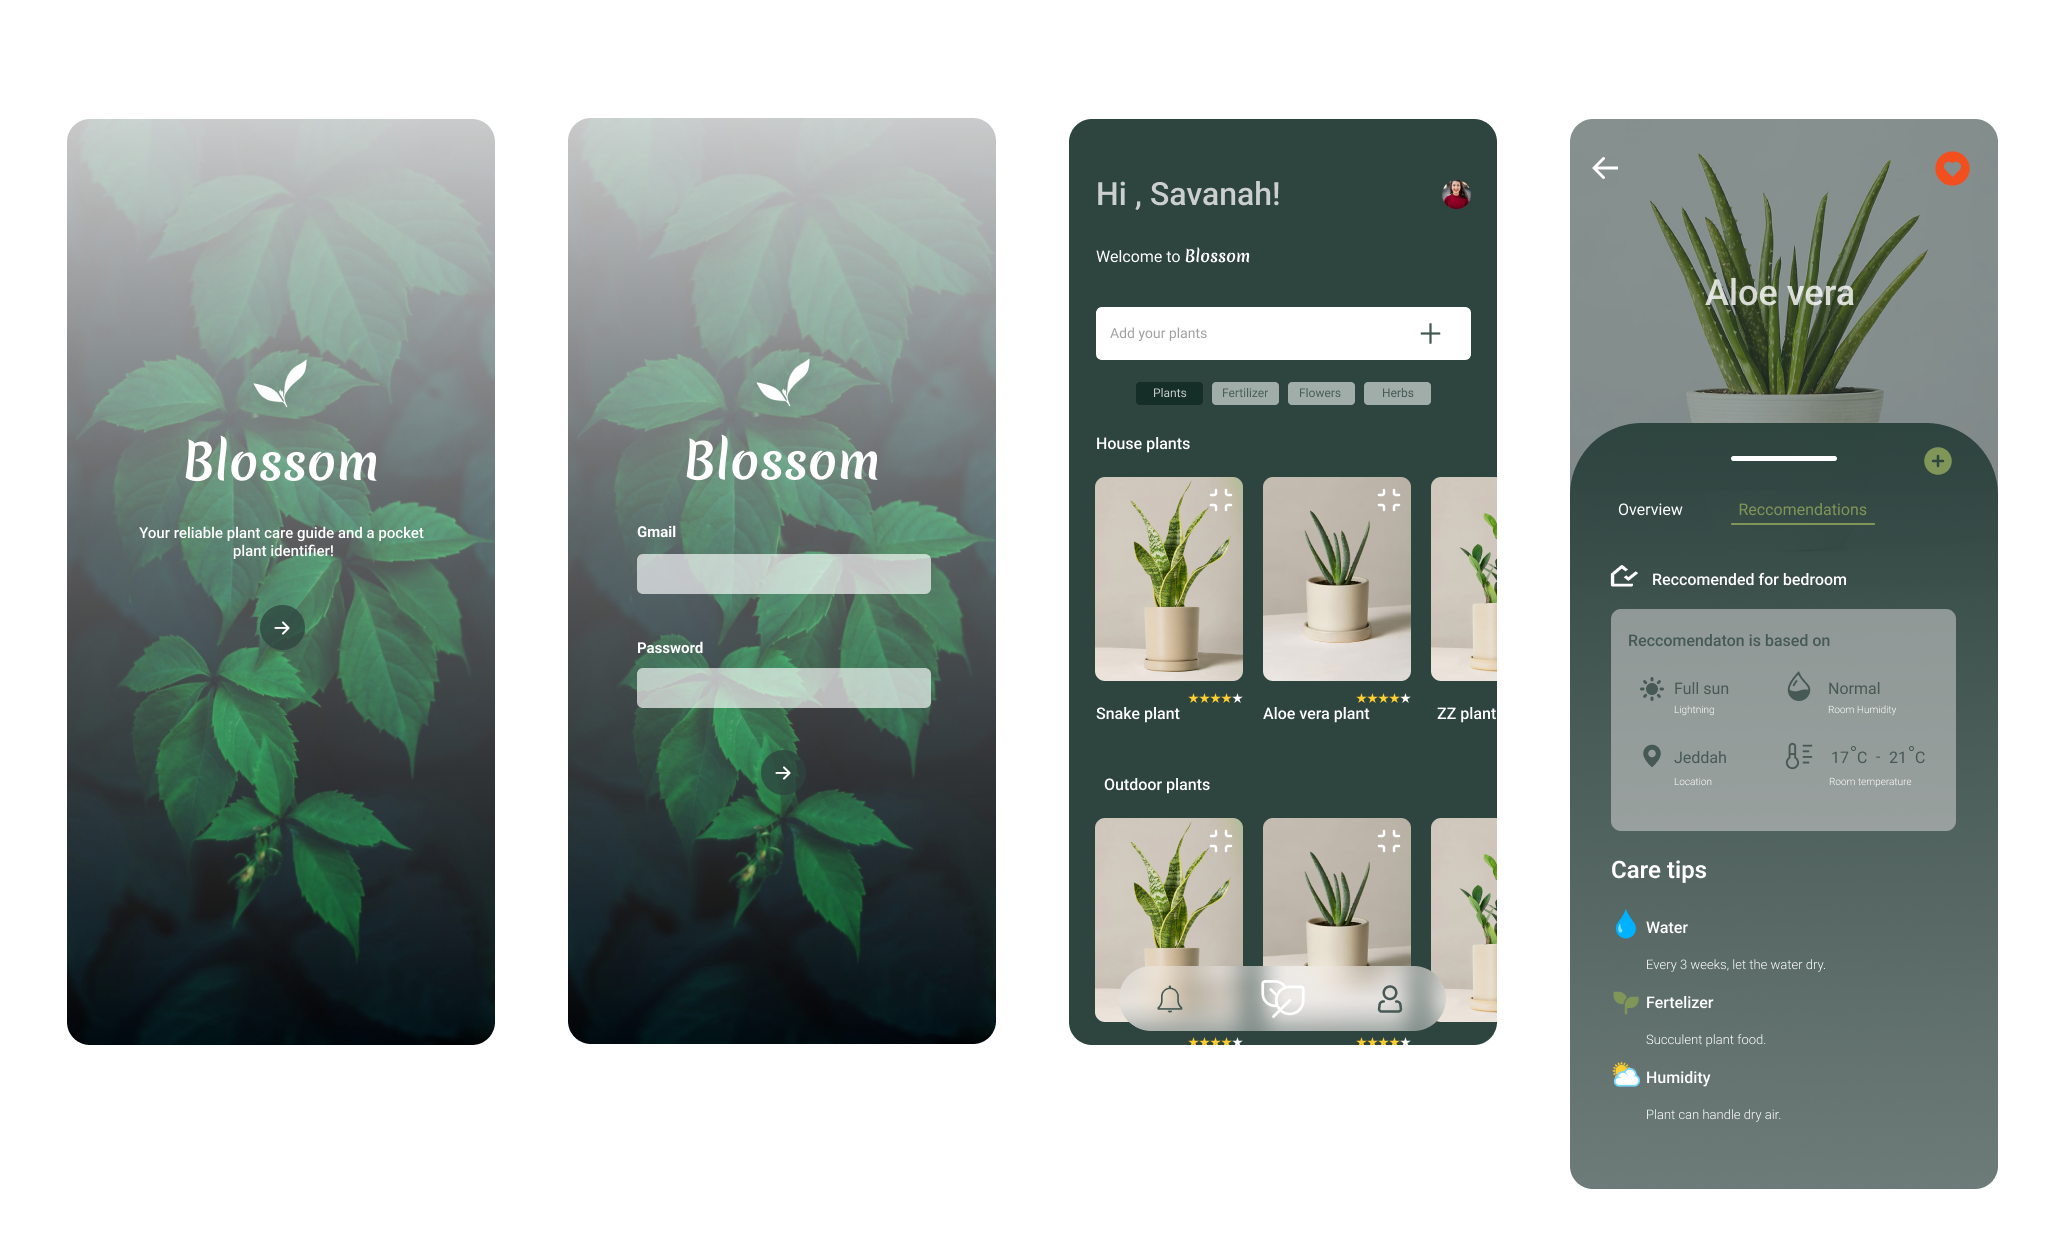 Blossom
Your reliable plant care guide and a pocket
plant identifier!
Blossom
Gmail
Password
Hi , Savanah!
Welcome to Blossom
Add your plants
Plants Fertilizer Flowers Herbs
House plants
Snake plant Aloe vera plant ZZ plant
Outdoor plants
Aloe vera
Overview Reccomendations
Reccomended for bedroom
Reccomendaton is based on
Full sun Normal
Lightning Room Humidity
Jeddah 17°C - 21°C
Location Room temperature
Care tips
Water
Every 3 weeks, let the water dry.
Fertelizer
Succulent plant food.
Humidity
Plant can handle dry air.